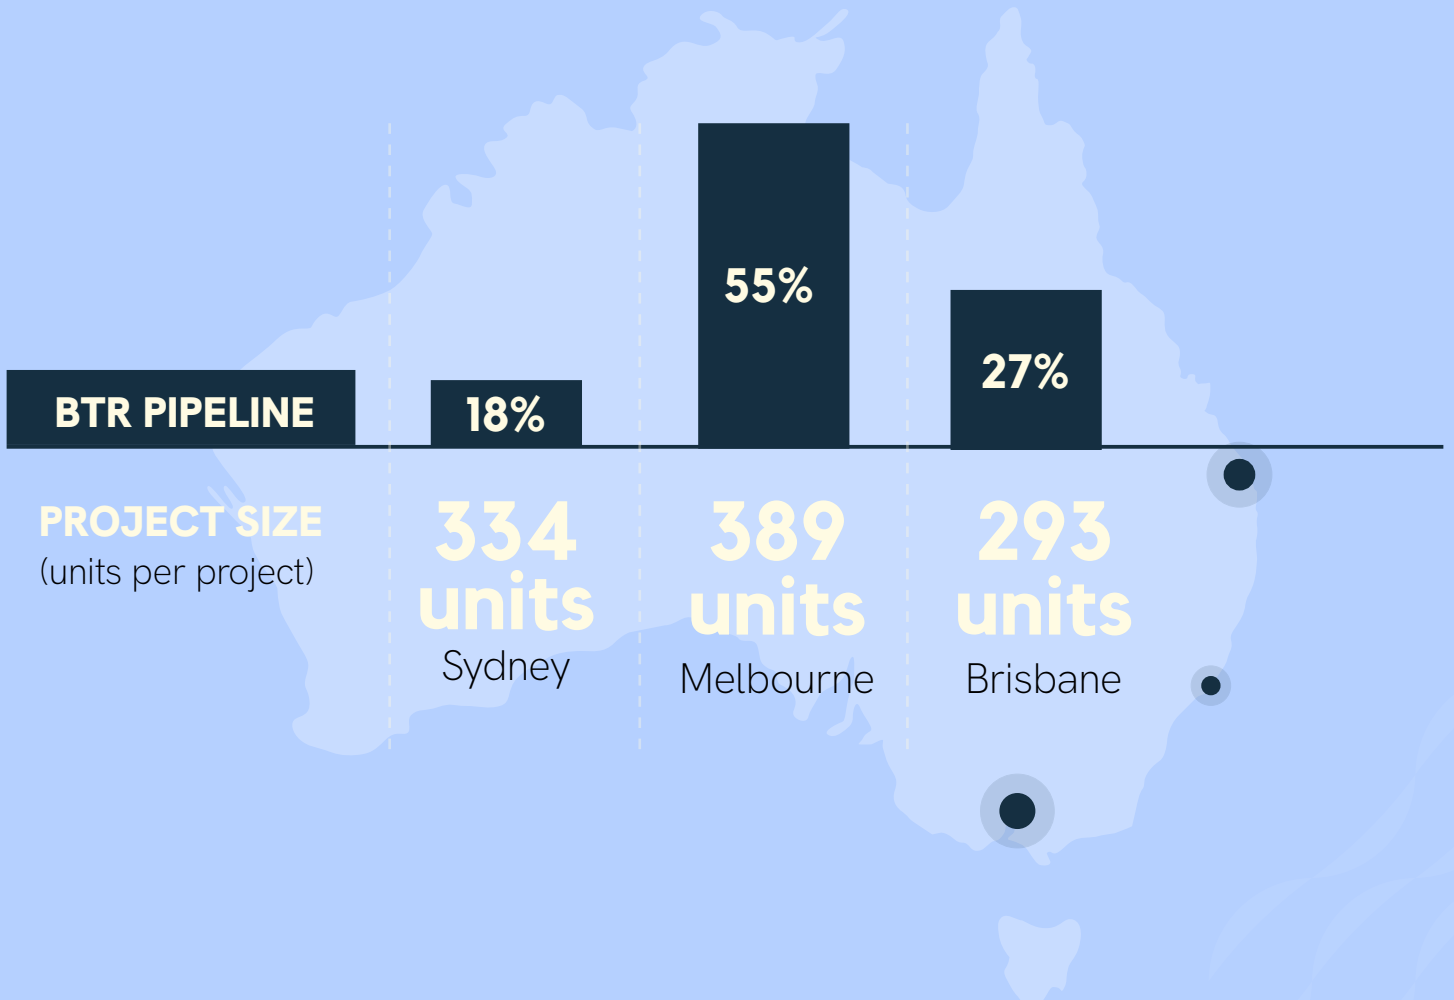 55%
27%
BTR PIPELINE
18%
PROJECT SIZE
(units per project)
334
units
Sydney
389
units
Melbourne
293
units
Brisbane